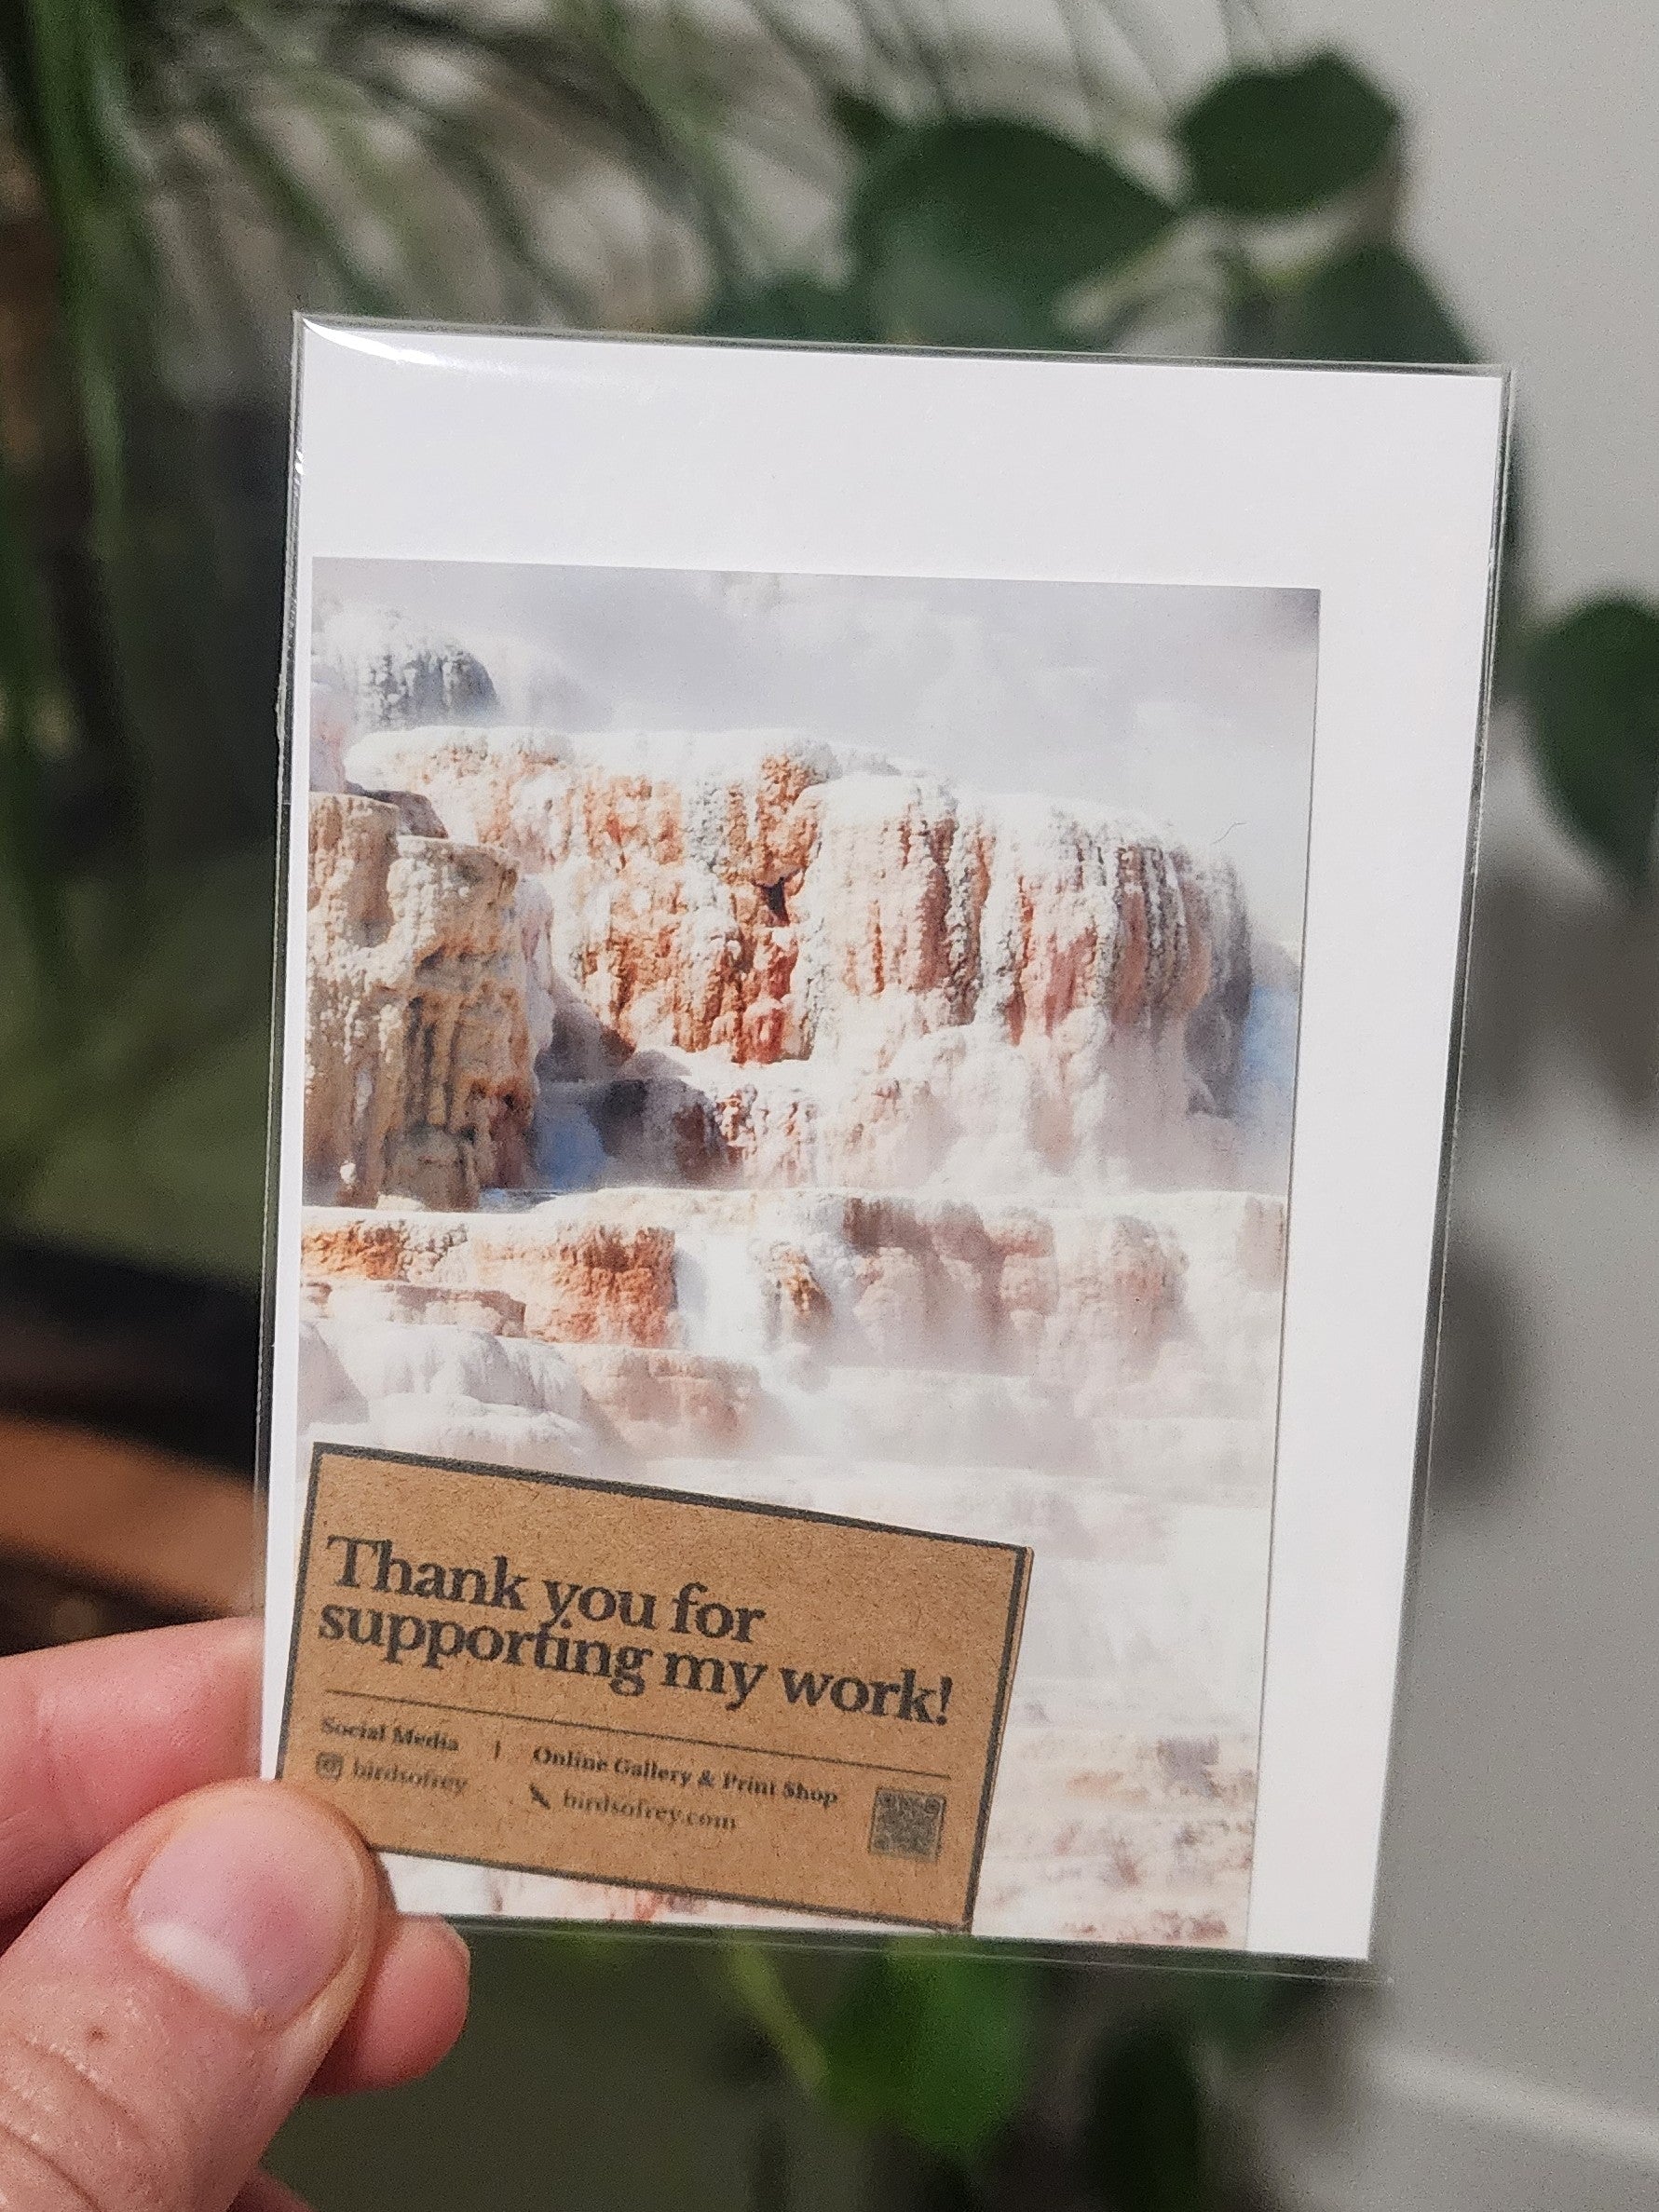 Thank you for
supporting my work!
Social Media | Online Gallery & Print Shop
birdsofrey birdsofrey.com